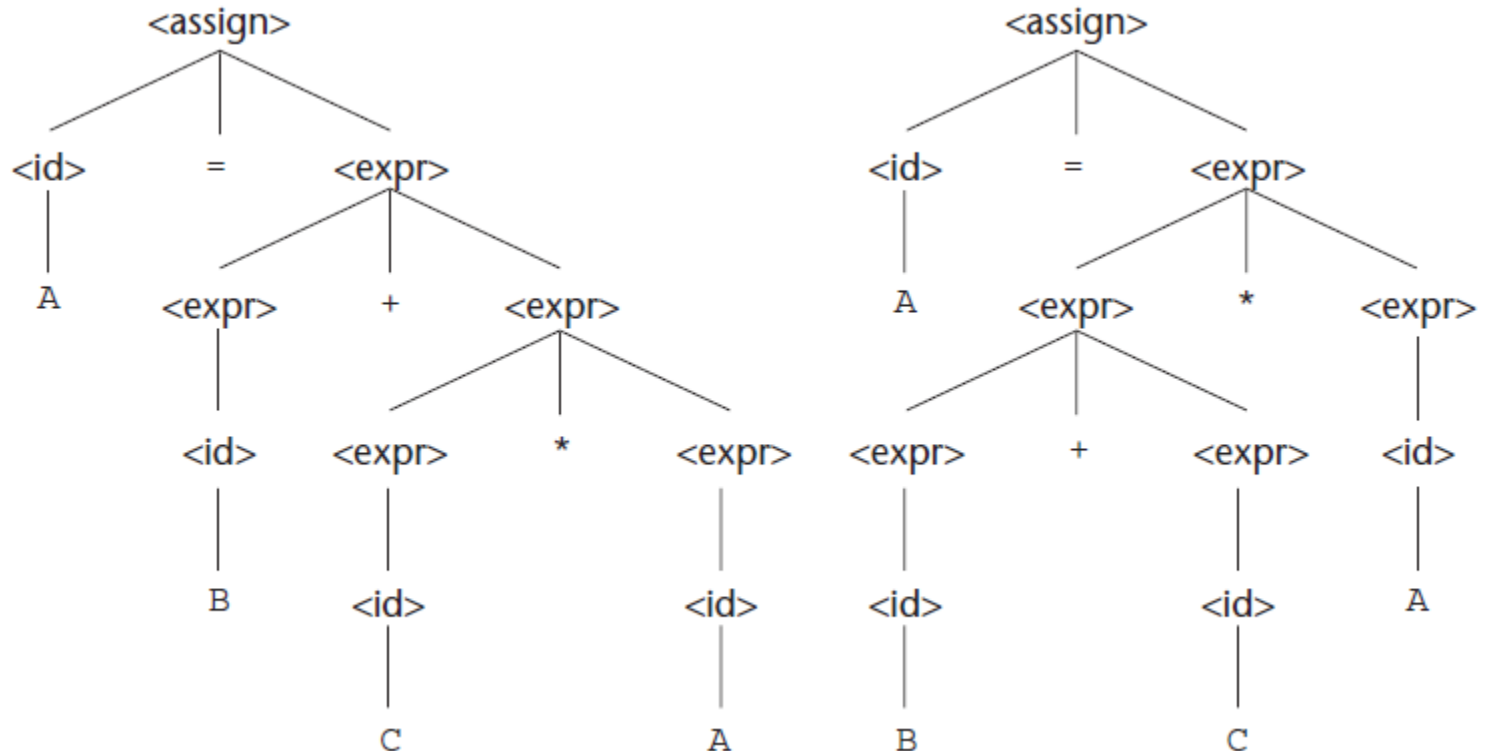 <assign> <assign>
<id> = <expr> <id> = <expr>
A <expr> + <expr> A <expr> * <expr>
<id> <expr> * <expr> <expr> + <expr> <id>
B <id> <id> <id> <id> A
C A B C